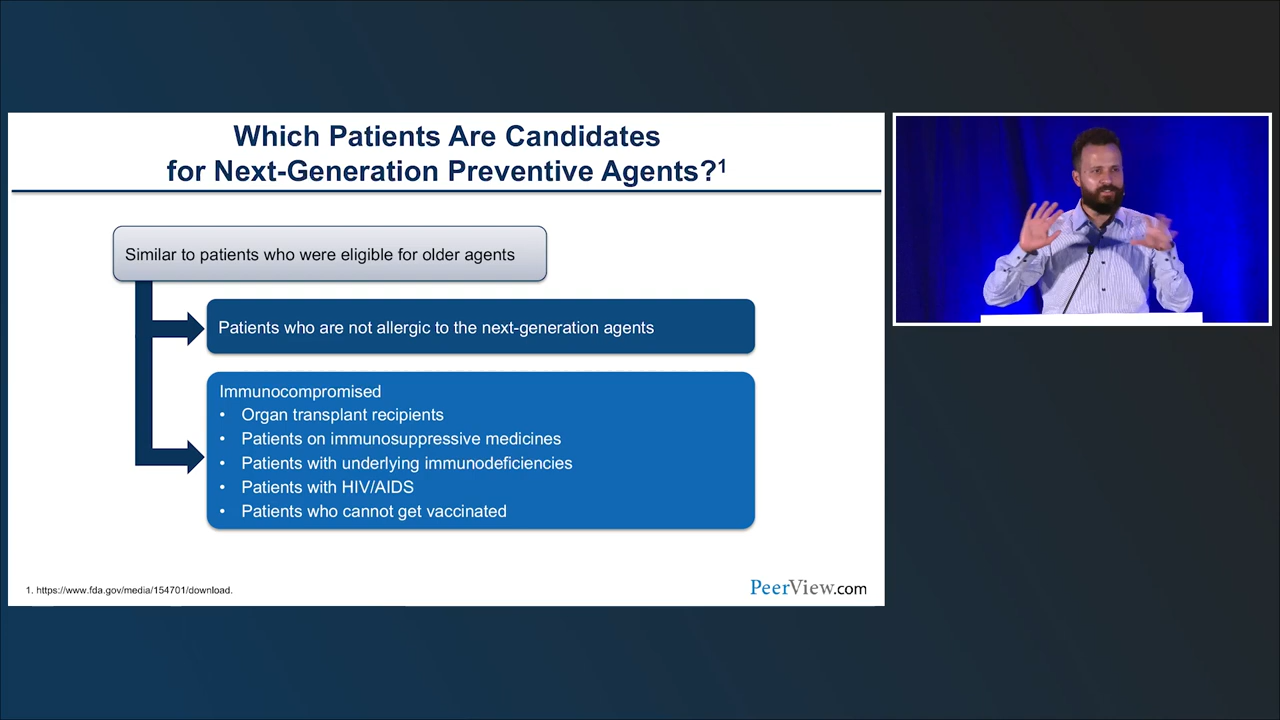 Which Patients Are Candidates
for Next-Generation Preventive Agents?¹
Similar to patients who were eligible for older agents
Patients who are not allergic to the next-generation agents
Immunocompromised
• Organ transplant recipients
• Patients on immunosuppressive medicines
• Patients with underlying immunodeficiencies
• Patients with HIV/AIDS
• Patients who cannot get vaccinated
1. https://www.fda.gov/media/154701/download.
PeerView.com